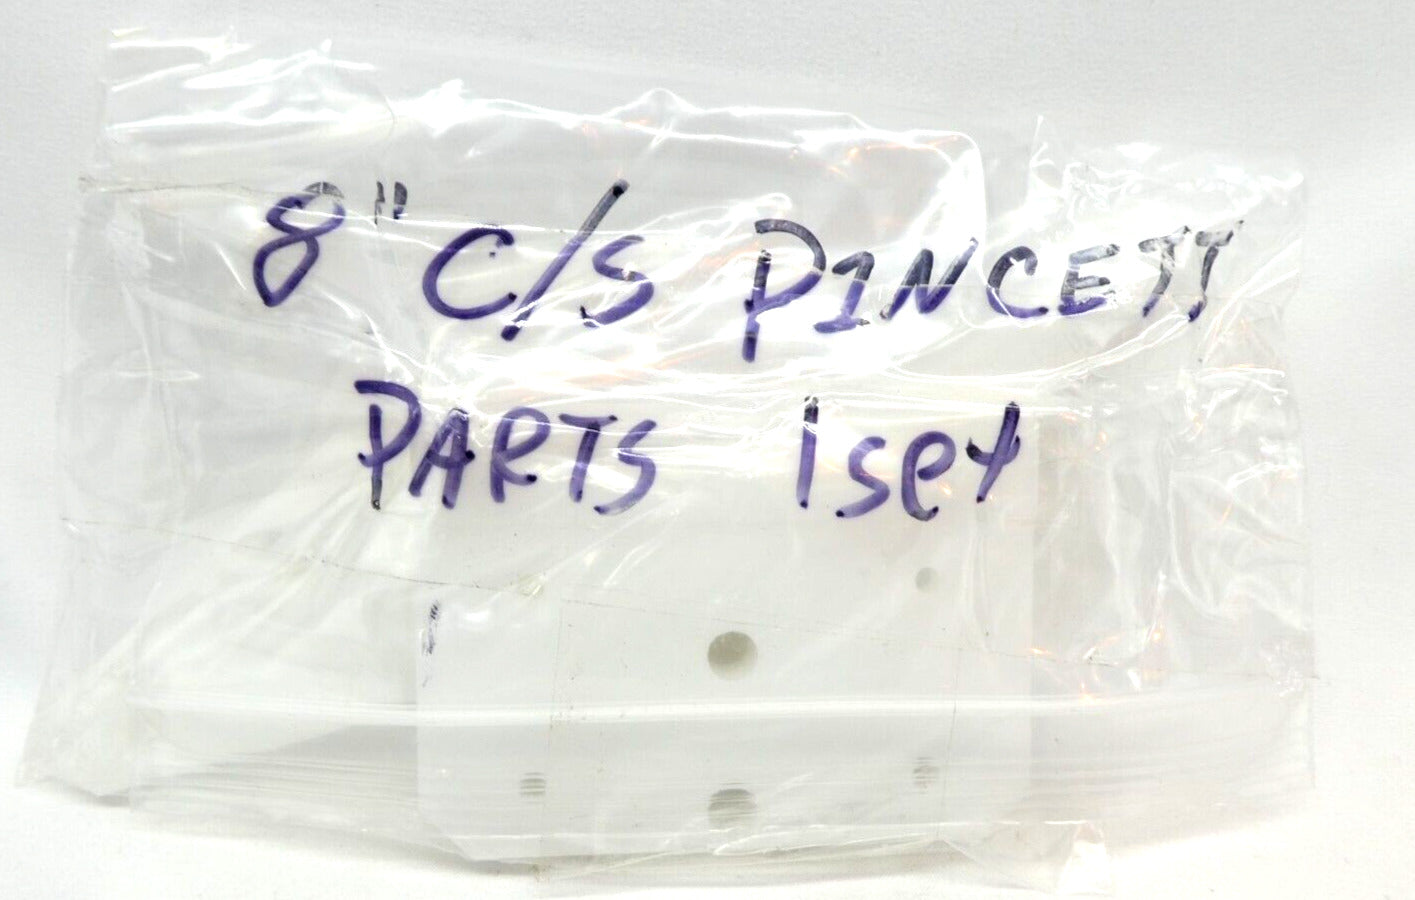 8" C/S PINCETT
PARTS 1set